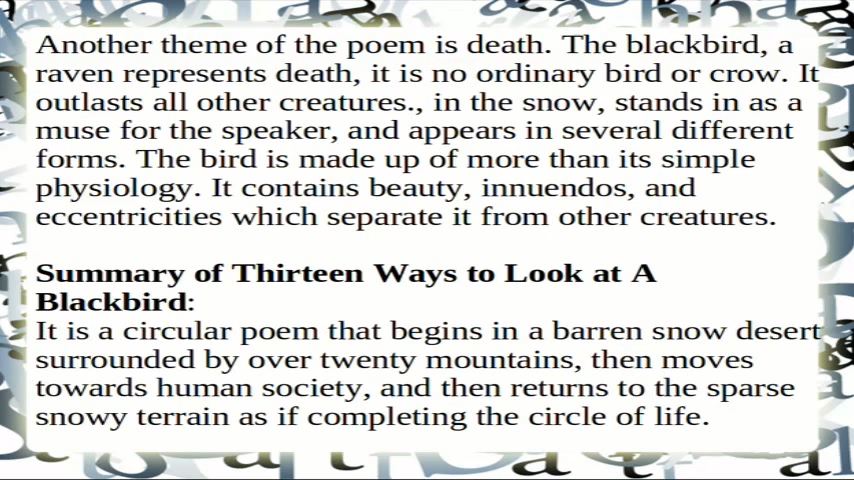 Another theme of the poem is death. The blackbird, a
raven represents death, it is no ordinary bird or crow. It
outlasts all other creatures., in the snow, stands in as a
muse for the speaker, and appears in several different
forms. The bird is made up of more than its simple
physiology. It contains beauty, innuendos, and
eccentricities which separate it from other creatures.
Summary of Thirteen Ways to Look at A
Blackbird:
It is a circular poem that begins in a barren snow desert
surrounded by over twenty mountains, then moves
towards human society, and then returns to the sparse
snowy terrain as if completing the circle of life.